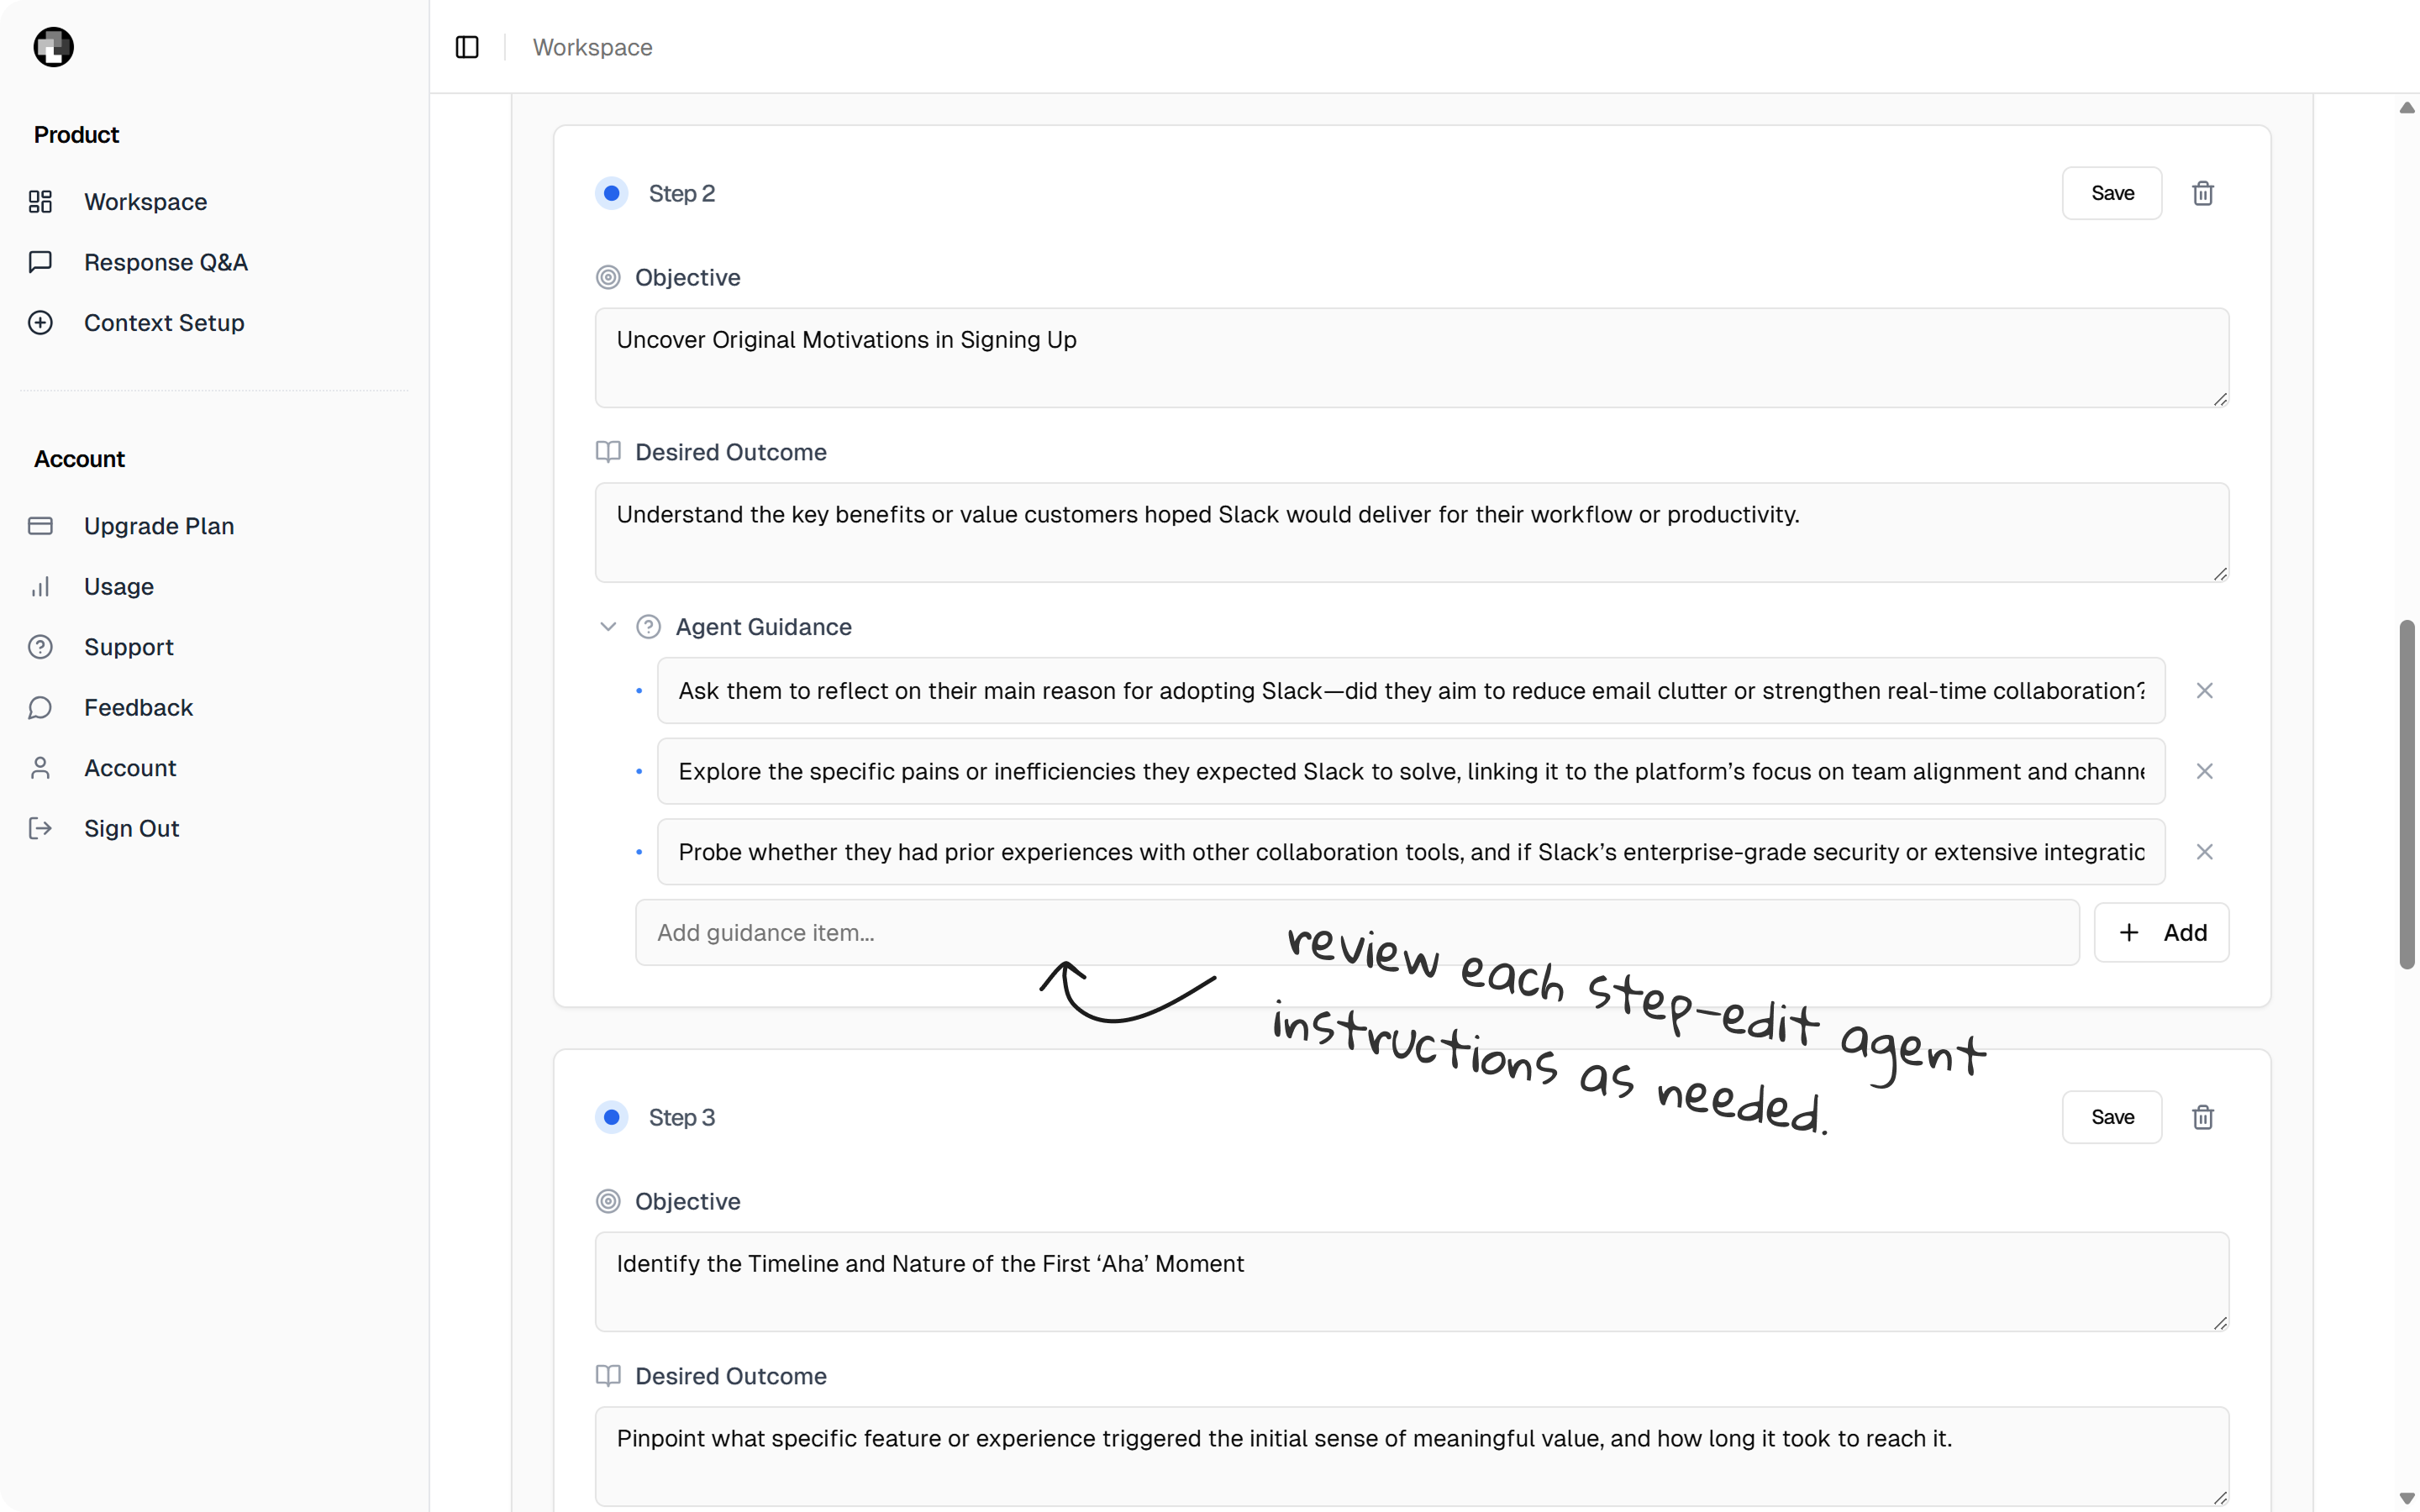 Workspace
Product
Workspace
Response Q&A
Context Setup
Account
Upgrade Plan
Usage
Support
Feedback
Account
Sign Out
Step 2
Save
Objective
Uncover Original Motivations in Signing Up
Desired Outcome
Understand the key benefits or value customers hoped Slack would deliver for their workflow or productivity.
Agent Guidance
Ask them to reflect on their main reason for adopting Slack—did they aim to reduce email clutter or strengthen real-time collaboration?
Explore the specific pains or inefficiencies they expected Slack to solve, linking it to the platform’s focus on team alignment and
Probe whether they had prior experiences with other collaboration tools, and if Slack’s enterprise-grade security or extensive
Add guidance item...
Add
review each step-edit agent
instructions as needed.
Step 3
Save
Objective
Identify the Timeline and Nature of the First ‘Aha’ Moment
Desired Outcome
Pinpoint what specific feature or experience triggered the initial sense of meaningful value, and how long it took to reach it.